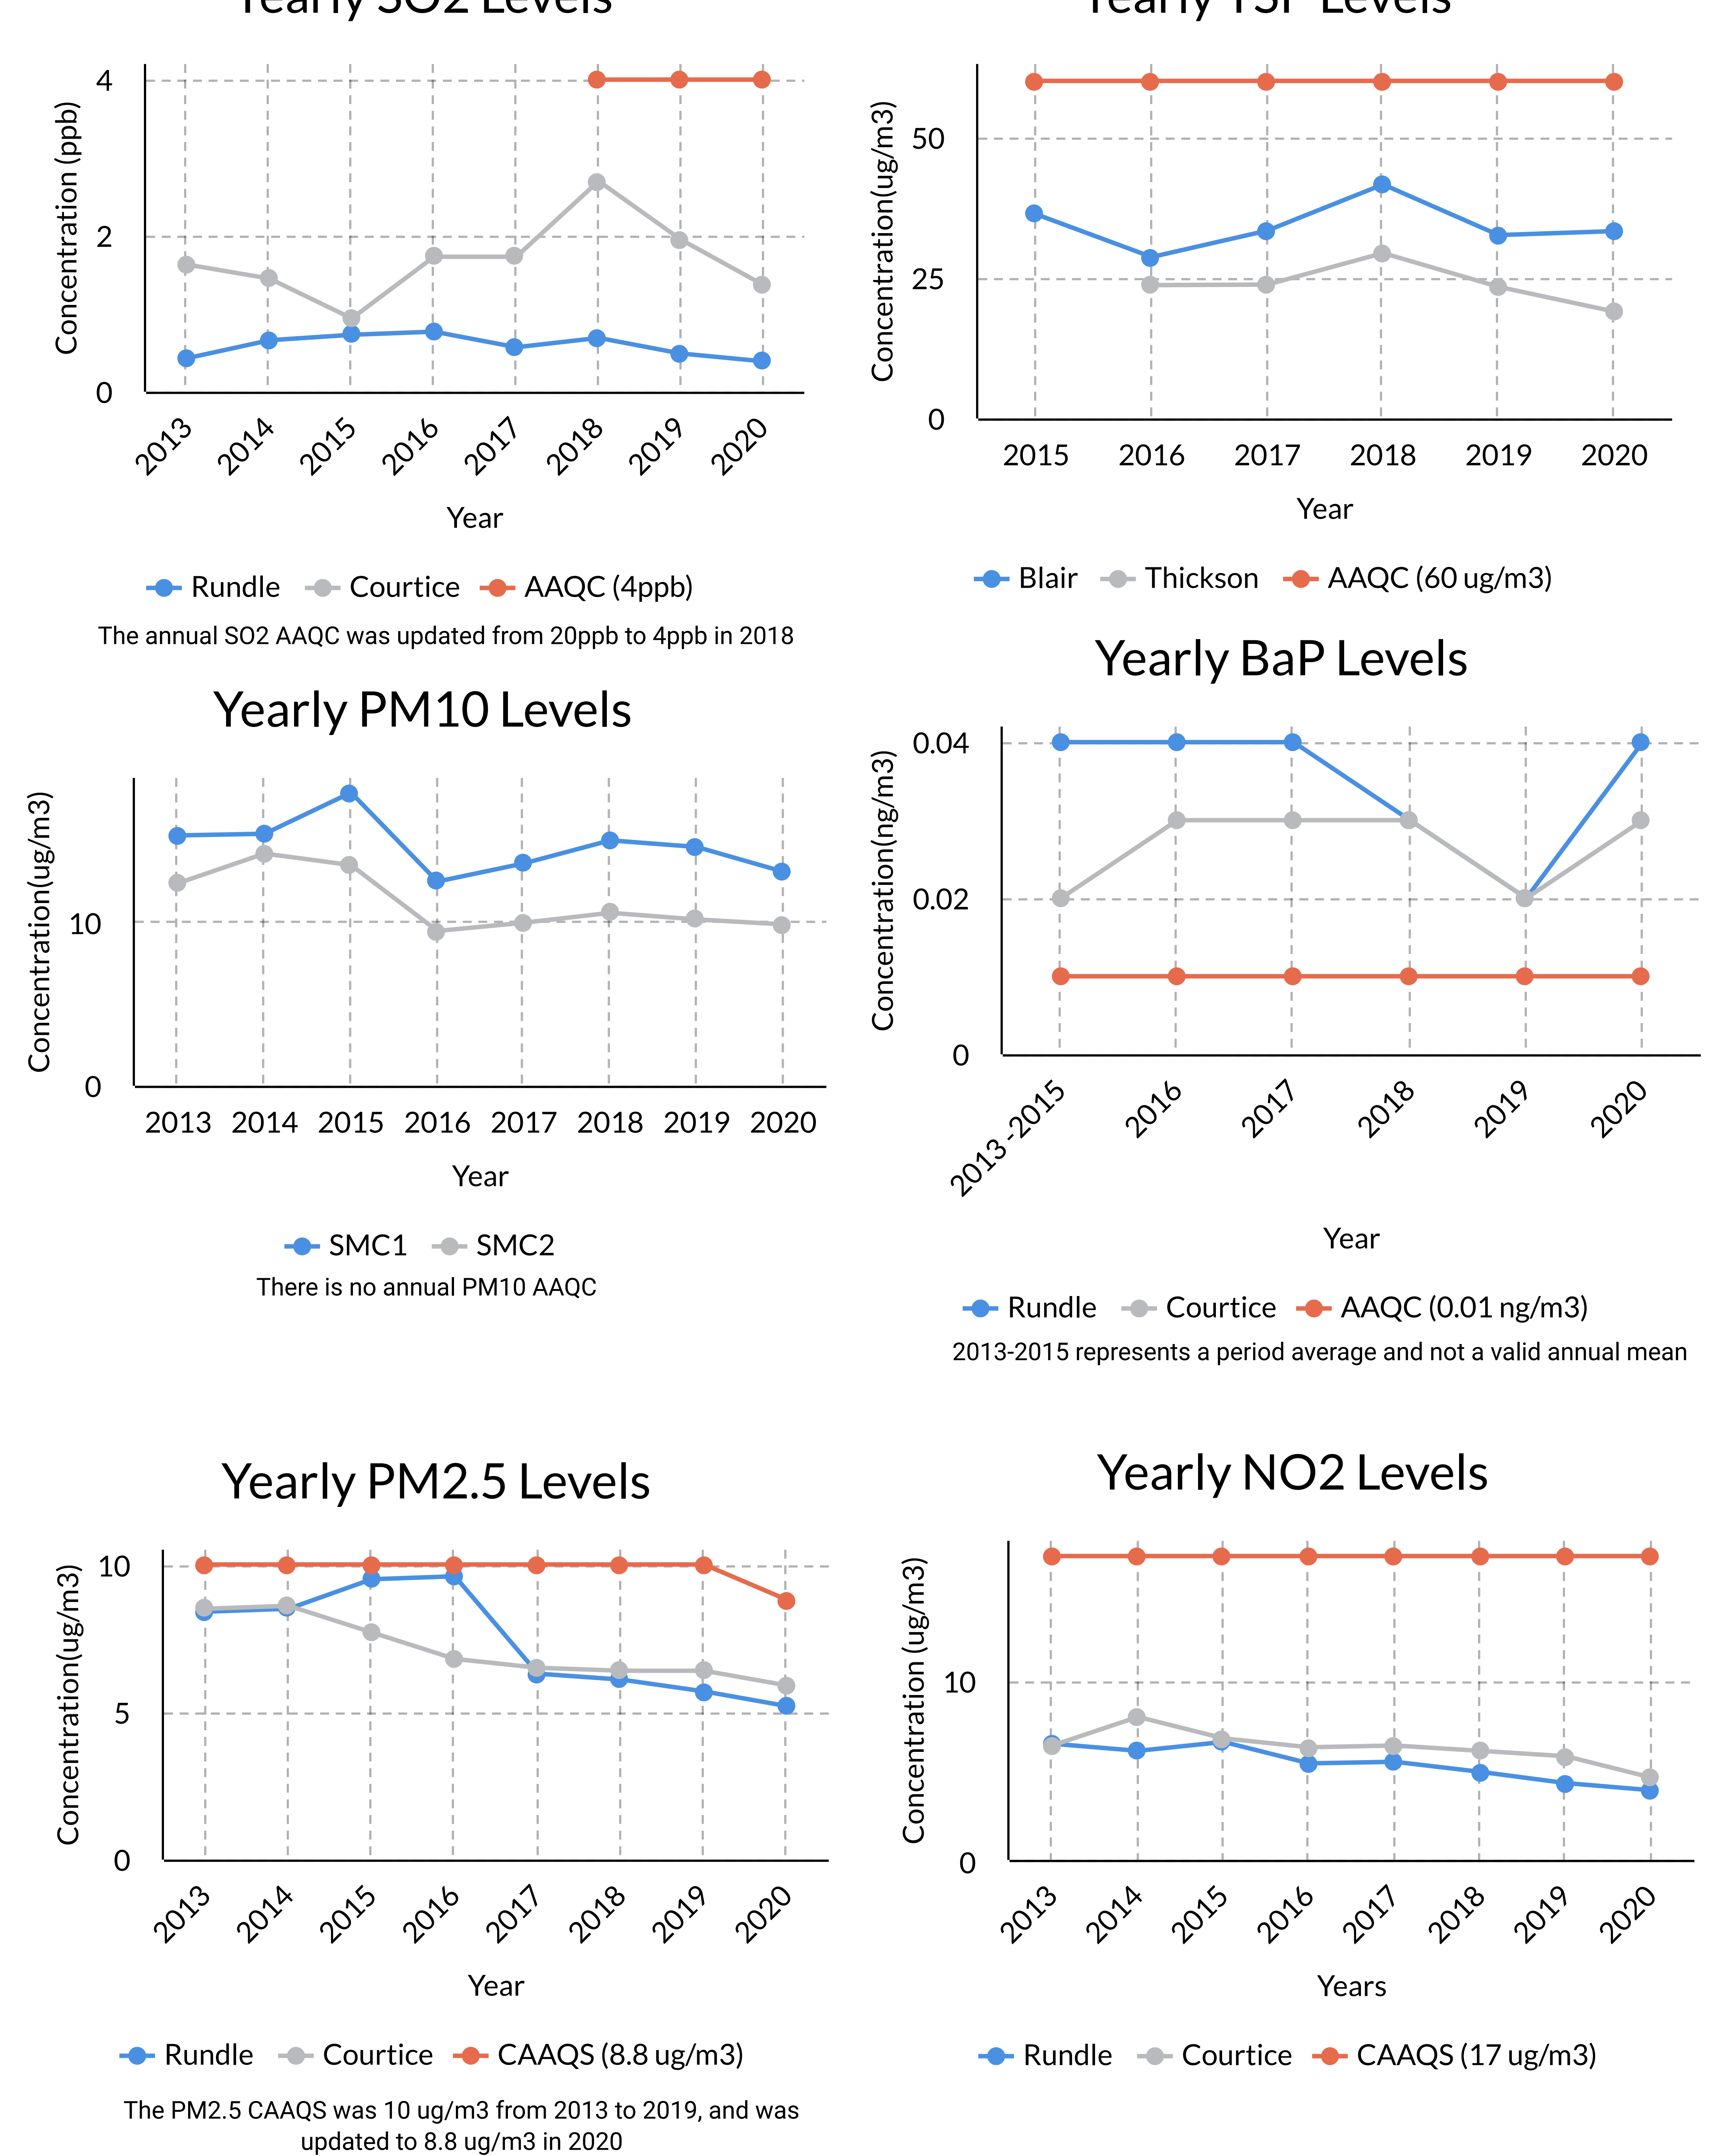 Yearly SO2 Levels
4
2
0
Concentration (ppb)
2013
2014
2015
2016
2017
2018
2019
2020
Year
Rundle Courtice AAQC (4ppb)
The annual SO2 AAQC was updated from 20ppb to 4ppb in 2018
Yearly TSP Levels
50
25
0
Concentration(ug/m3)
2015 2016 2017 2018 2019 2020
Year
Blair Thickson AAQC (60 ug/m3)
Yearly PM10 Levels
10
0
Concentration(ug/m3)
2013 2014 2015 2016 2017 2018 2019 2020
Year
SMC1 SMC2
There is no annual PM10 AAQC
Yearly BaP Levels
0.04
0.02
0
Concentration(ng/m3)
2013 -2015
2016
2017
2018
2019
2020
Year
Rundle Courtice AAQC (0.01 ng/m3)
2013-2015 represents a period average and not a valid annual mean
Yearly PM2.5 Levels
10
5
0
Concentration(ug/m3)
2013
2014
2015
2016
2017
2018
2019
2020
Year
Rundle Courtice CAAQS (8.8 ug/m3)
The PM2.5 CAAQS was 10 ug/m3 from 2013 to 2019, and was
updated to 8.8 ug/m3 in 2020
Yearly NO2 Levels
10
0
Concentration (ug/m3)
2013
2014
2015
2016
2017
2018
2019
2020
Years
Rundle Courtice CAAQS (17 ug/m3)